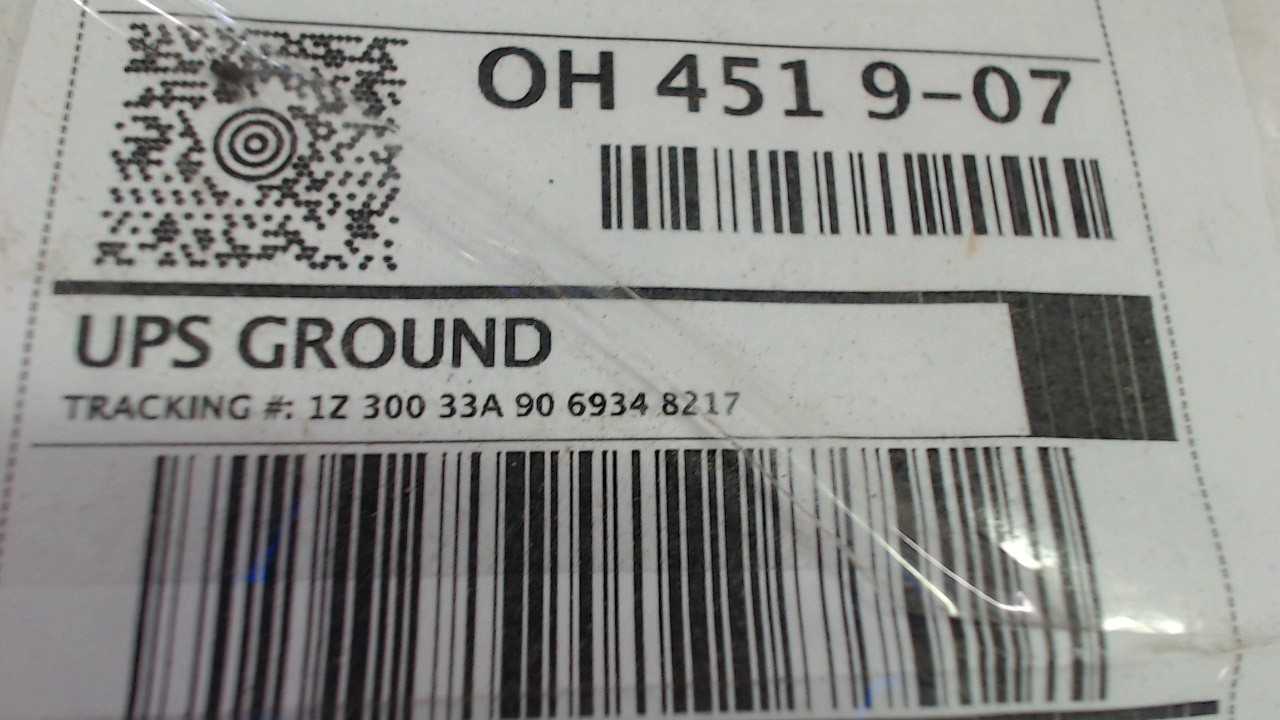 OH 451 9-07
UPS GROUND
TRACKING #: 1Z 300 33A 90 6934 8217